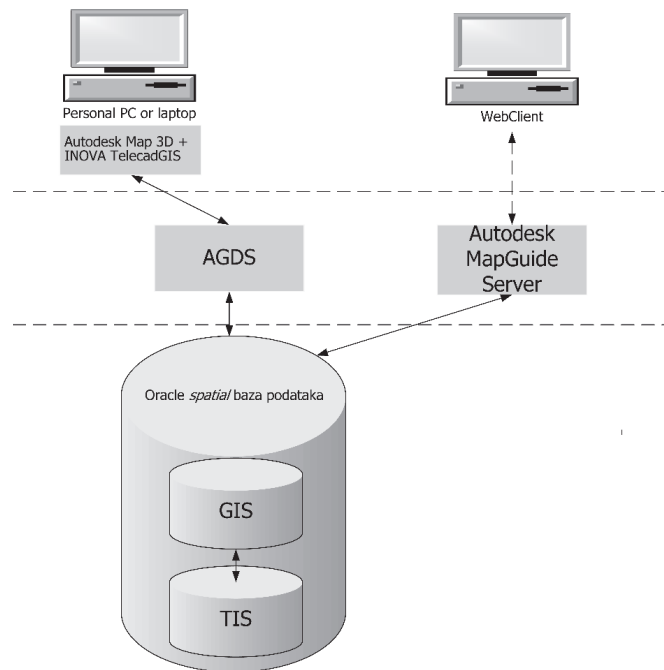 Personal PC or laptop
WebClient
Autodesk Map 3D +
INOVA TelecadGIS
AGDS
Autodesk
MapGuide
Server
Oracle spatial baza podataka
GIS
TIS